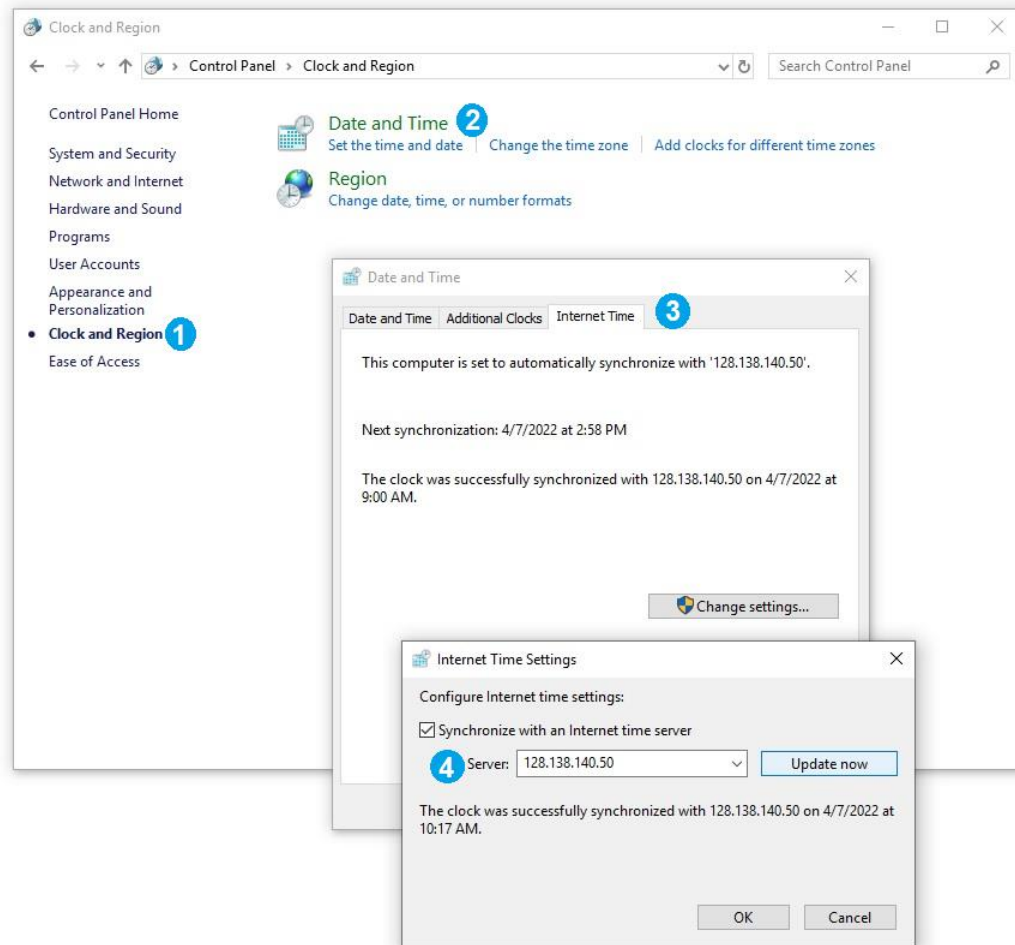 Clock and Region
Control Panel > Clock and Region
Search Control Panel
Control Panel Home
System and Security
Network and Internet
Hardware and Sound
Programs
User Accounts
Appearance and
Personalization
Clock and Region 1
Ease of Access
Date and Time 2
Set the time and date | Change the time zone | Add clocks for different time zones
Region
Change date, time, or number formats
Date and Time
Date and Time Additional Clocks Internet Time 3
This computer is set to automatically synchronize with '128.138.140.50'.
Next synchronization: 4/7/2022 at 2:58 PM
The clock was successfully synchronized with 128.138.140.50 on 4/7/2022 at
9:00 AM.
Change settings...
Internet Time Settings
Configure Internet time settings:
Synchronize with an Internet time server
4 Server: 128.138.140.50 Update now
The clock was successfully synchronized with 128.138.140.50 on 4/7/2022 at
10:17 AM.
OK Cancel